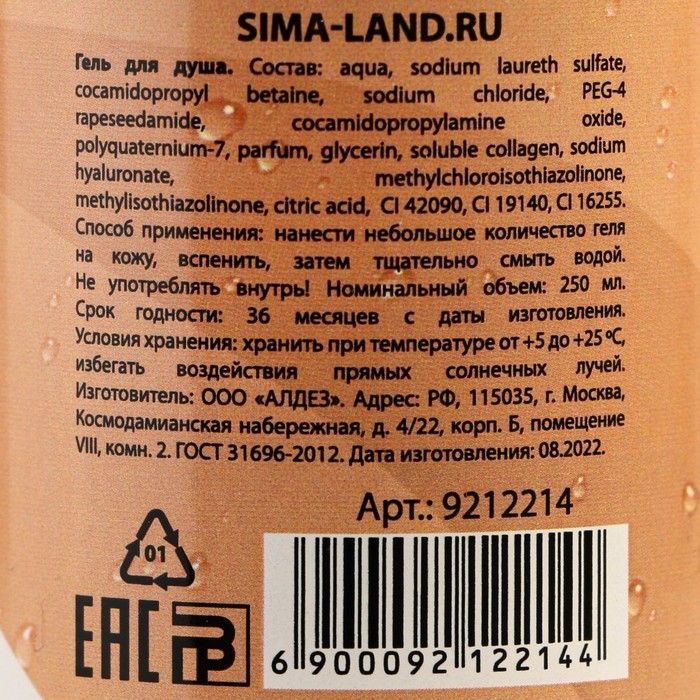 SIMA-LAND.RU
Гель для душа. Состав: aqua, sodium laureth sulfate,
cocamidopropyl betaine, sodium chloride, PEG-4
rapeseedamide, cocamidopropylamine oxide,
polyquaternium-7, parfum, glycerin, soluble collagen, sodium
hyaluronate, methylchloroisothiazolinone,
methylisothiazolinone, citric acid, CI 42090, CI 19140, CI 16255.
Способ применения: нанести небольшое количество геля
на кожу, вспенить, затем тщательно смыть водой.
Не употреблять внутрь! Номинальный объем: 250 мл.
Срок годности: 36 месяцев с даты изготовления.
Условия хранения: хранить при температуре от +5 до +25 ºC,
избегать воздействия прямых солнечных лучей.
Изготовитель: ООО «АЛДЕЗ». Адрес: РФ, 115035, г. Москва,
Космодамианская набережная, д. 4/22, корп. Б, помещение
VIII, комн. 2. ГОСТ 31696-2012. Дата изготовления: 08.2022.
Арт.: 9212214
01
EAC
6 900092 122144